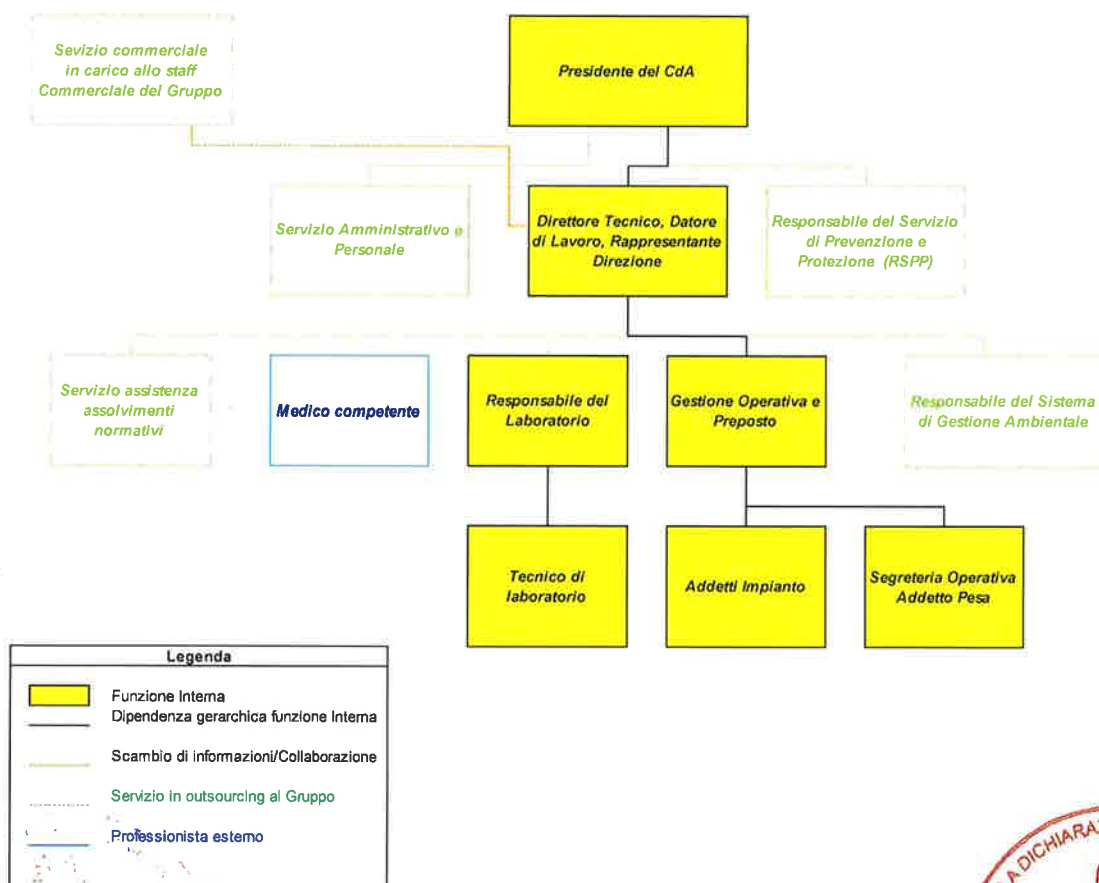 Sevizio commerciale
in carico allo staff
Commerciale del Gruppo
Presidente del CdA
Servizio Amministrativo e
Personale
Direttore Tecnico, Datore
di Lavoro, Rappresentante
Direzione
Responsabile del Servizio
di Prevenzione e
Protezione (RSPP)
Servizio assistenza
assolvimenti
normativi
Medico competente
Responsabile del
Laboratorio
Gestione Operativa e
Preposto
Responsabile del Sistema
di Gestione Ambientale
Tecnico di
laboratorio
Addetti Impianto
Segreteria Operativa
Addetto Pesa
Legenda
Funzione Interna
Dipendenza gerarchica funzione Interna
Scambio di informazioni/Collaborazione
Servizio in outsourcing al Gruppo
Professionista esterno
A DICHIARAZ